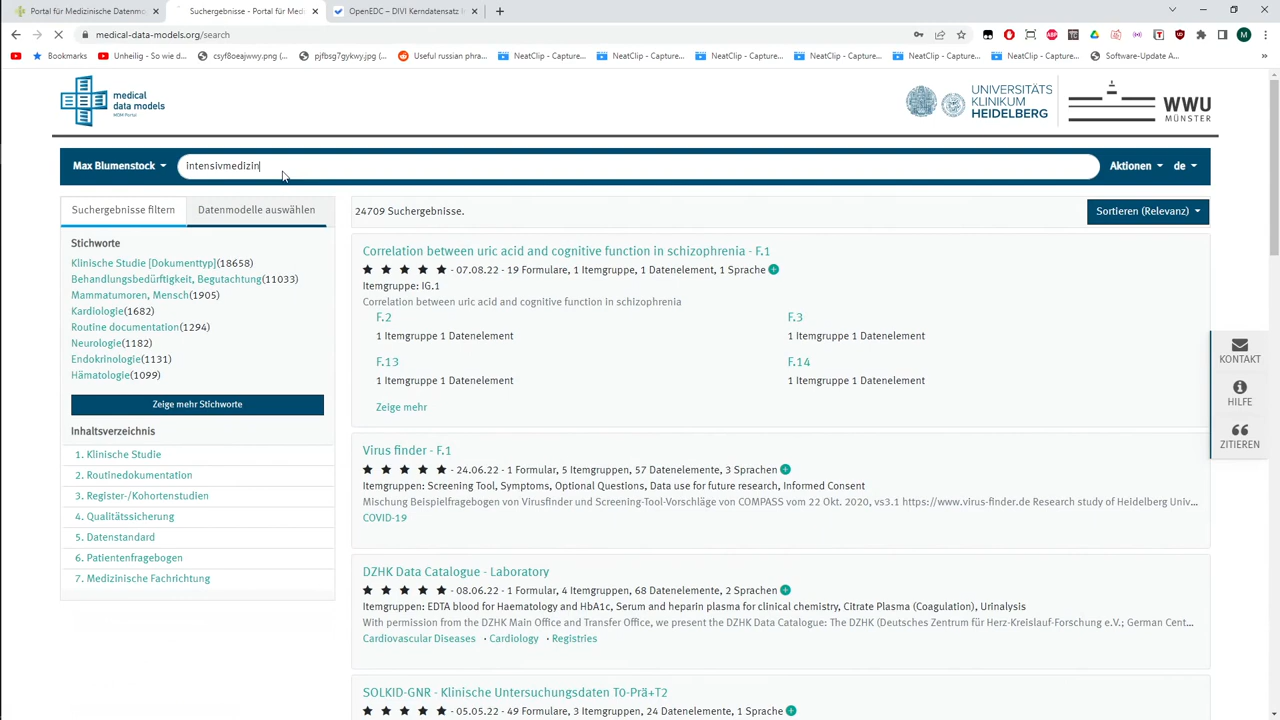 Portal für Medizinische Datenmo
Suchergebnisse - Portal für Med
OpenEDC – DIVI Kerndatensatz I
medical-data-models.org/search
Bookmarks
Unheilig - So wie d...
csyf8oeajwwy.png (...
pjfbsg7gykwy.jpg (...
Useful russian phra...
NeatClip - Capture...
NeatClip - Capture...
NeatClip - Capture...
NeatClip - Capture...
NeatClip - Capture...
NeatClip - Capture...
Software-Update A...
medical
data models
MDM Portal
UNIVERSITÄTS
KLINIKUM
HEIDELBERG
WWU
MÜNSTER
Max Blumenstock
intensivmedizin
Aktionen
de
Suchergebnisse filtern
Datenmodelle auswählen
24709 Suchergebnisse.
Sortieren (Relevanz)
Stichworte
Klinische Studie [Dokumenttyp](18658)
Behandlungsbedürftigkeit, Begutachtung(11033)
Mammatumoren, Mensch(1905)
Kardiologie(1682)
Routine documentation(1294)
Neurologie(1182)
Endokrinologie(1131)
Hämatologie(1099)
Zeige mehr Stichworte
Inhaltsverzeichnis
1. Klinische Studie
2. Routinedokumentation
3. Register-/Kohortenstudien
4. Qualitätssicherung
5. Datenstandard
6. Patientenfragebogen
7. Medizinische Fachrichtung
Correlation between uric acid and cognitive function in schizophrenia - F.1
- 07.08.22 - 19 Formulare, 1 Itemgruppe, 1 Datenelement, 1 Sprache
Itemgruppe: IG.1
Correlation between uric acid and cognitive function in schizophrenia
F.2
F.3
1 Itemgruppe 1 Datenelement
1 Itemgruppe 1 Datenelement
F.13
F.14
1 Itemgruppe 1 Datenelement
1 Itemgruppe 1 Datenelement
Zeige mehr
Virus finder - F.1
- 24.06.22 - 1 Formular, 5 Itemgruppen, 57 Datenelemente, 3 Sprachen
Itemgruppen: Screening Tool, Symptoms, Optional Questions, Data use for future research, Informed Consent
Mischung Beispielfragebogen von Virusfinder und Screening-Tool-Vorschläge von COMPASS vom 22 Okt. 2020, vs3.1 https://www.virus-finder.de Research study of Heidelberg Univ...
COVID-19
DZHK Data Catalogue - Laboratory
- 08.06.22 - 1 Formular, 4 Itemgruppen, 68 Datenelemente, 2 Sprachen
Itemgruppen: EDTA blood for Haematology and HbA1c, Serum and heparin plasma for clinical chemistry, Citrate Plasma (Coagulation), Urinalysis
With permission from the DZHK Main Office and Transfer Office, we present the DZHK Data Catalogue: The DZHK (Deutsches Zentrum für Herz-Kreislauf-Forschung e.V.; German Cent...
Cardiovascular Diseases · Cardiology · Registries
SOLKID-GNR - Klinische Untersuchungsdaten T0-Prä+T2
- 05.05.22 - 49 Formulare, 3 Itemgruppen, 24 Datenelemente, 1 Sprache
KONTAKT
HILFE
ZITIEREN